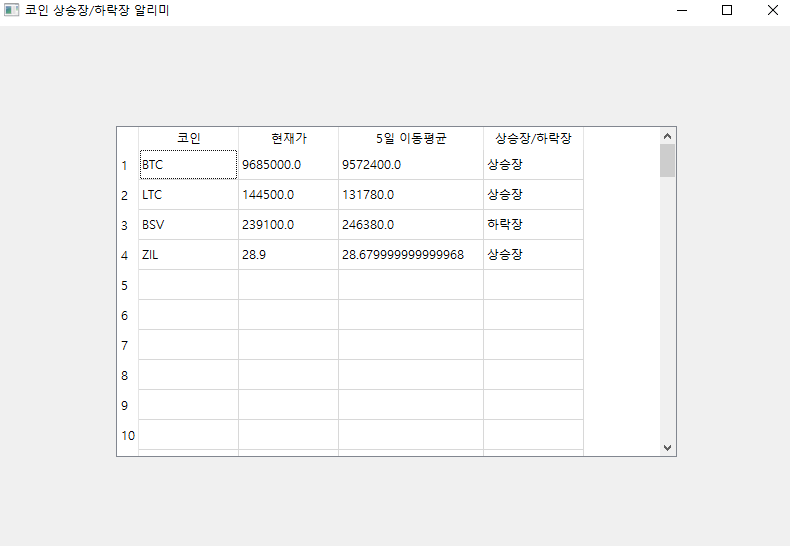 코인 상승장/하락장 알리미
코인 현재가 5일 이동평균 상승장/하락장
1 BTC 9685000.0 9572400.0 상승장
2 LTC 144500.0 131780.0 상승장
3 BSV 239100.0 246380.0 하락장
4 ZIL 28.9 28.679999999999968 상승장
5
6
7
8
9
10